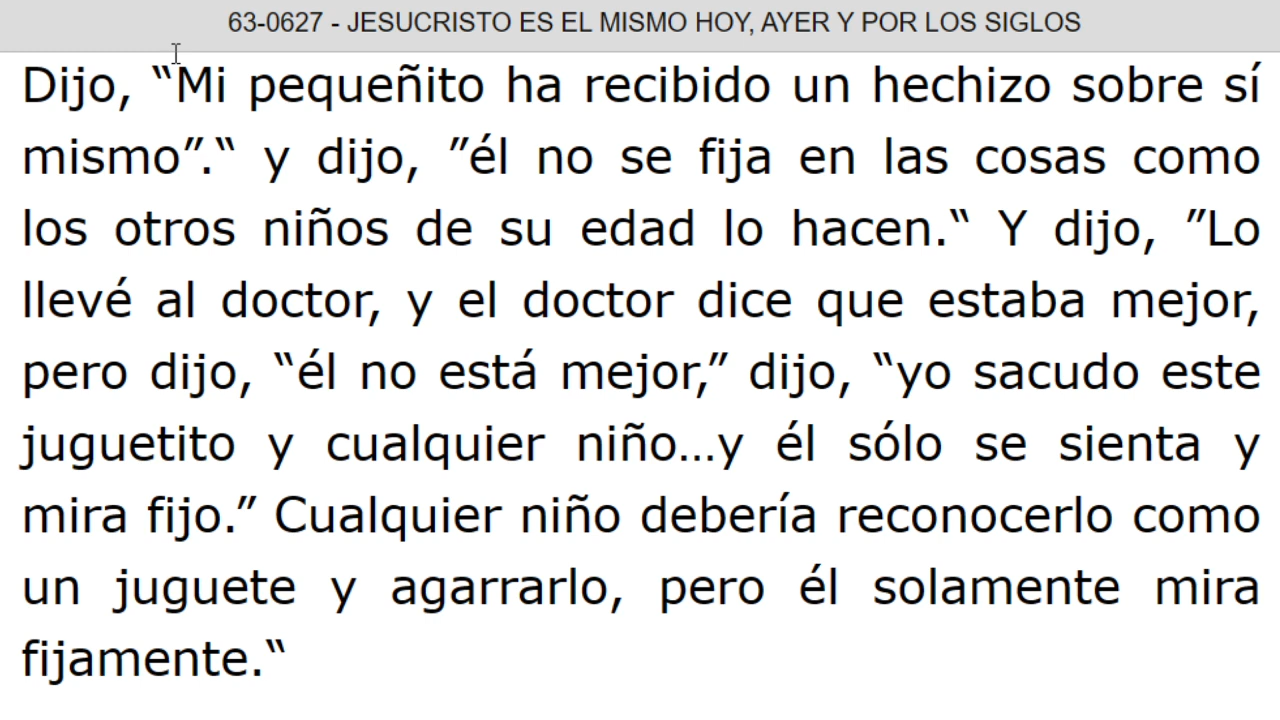 63-0627 - JESUCRISTO ES EL MISMO HOY, AYER Y POR LOS SIGLOS
Dijo, “Mi pequeñito ha recibido un hechizo sobre sí
mismo”.“ y dijo, ”él no se fija en las cosas como
los otros niños de su edad lo hacen.“ Y dijo, ”Lo
llevé al doctor, y el doctor dice que estaba mejor,
pero dijo, “él no está mejor,” dijo, “yo sacudo este
juguetito y cualquier niño…y él sólo se sienta y
mira fijo.” Cualquier niño debería reconocerlo como
un juguete y agarrarlo, pero él solamente mira
fijamente.“